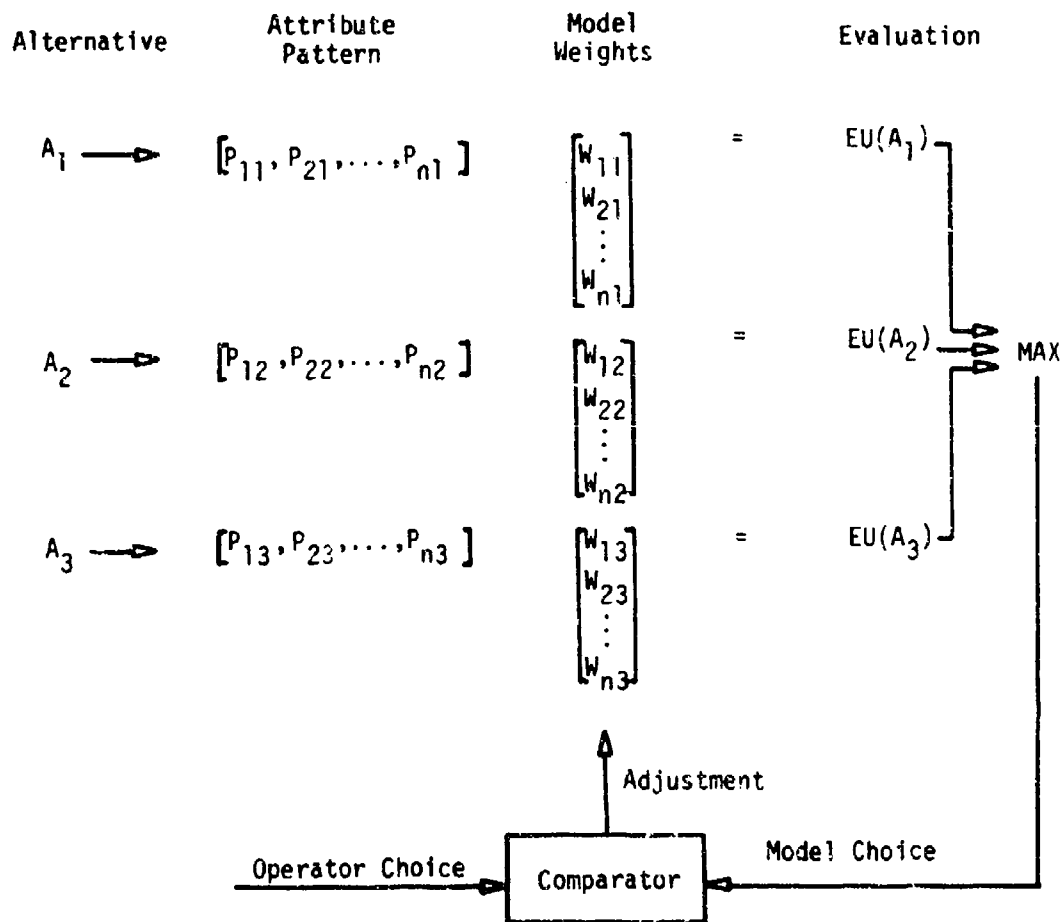 Alternative
Attribute
Pattern
Model
Weights
Evaluation
A₁
[P₁₁, P₂₁,...,Pₙ₁]
W₁₁
W₂₁
⋮
Wₙ₁
=
EU(A₁)
A₂
[P₁₂,P₂₂,...,Pₙ₂]
W₁₂
W₂₂
⋮
Wₙ₂
=
EU(A₂)
MAX
A₃
[P₁₃,P₂₃,...,Pₙ₃]
W₁₃
W₂₃
⋮
Wₙ₃
=
EU(A₃)
Adjustment
Operator Choice
Comparator
Model Choice